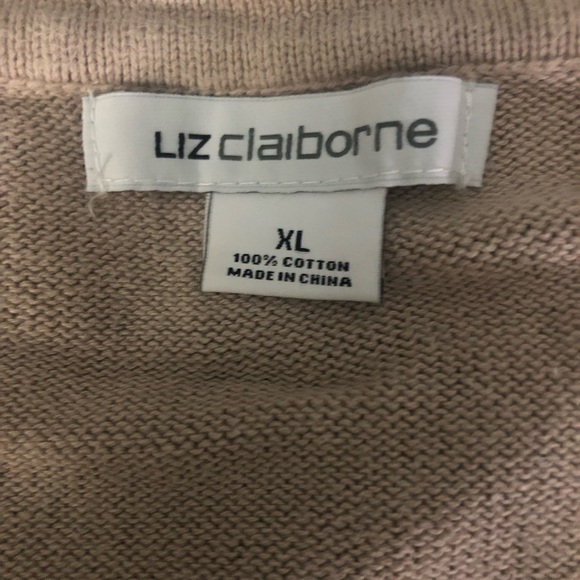 LIZ claiborne
XL
100% COTTON
MADE IN CHINA